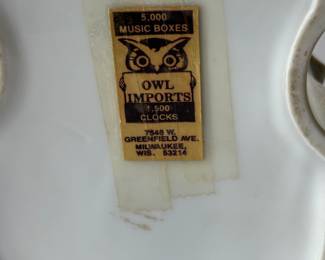 5,000
MUSIC BOXES
OWL
IMPORTS
1,500
CLOCKS
7546 W.
GREENFIELD AVE.
MILWAUKEE,
WIS. 53214